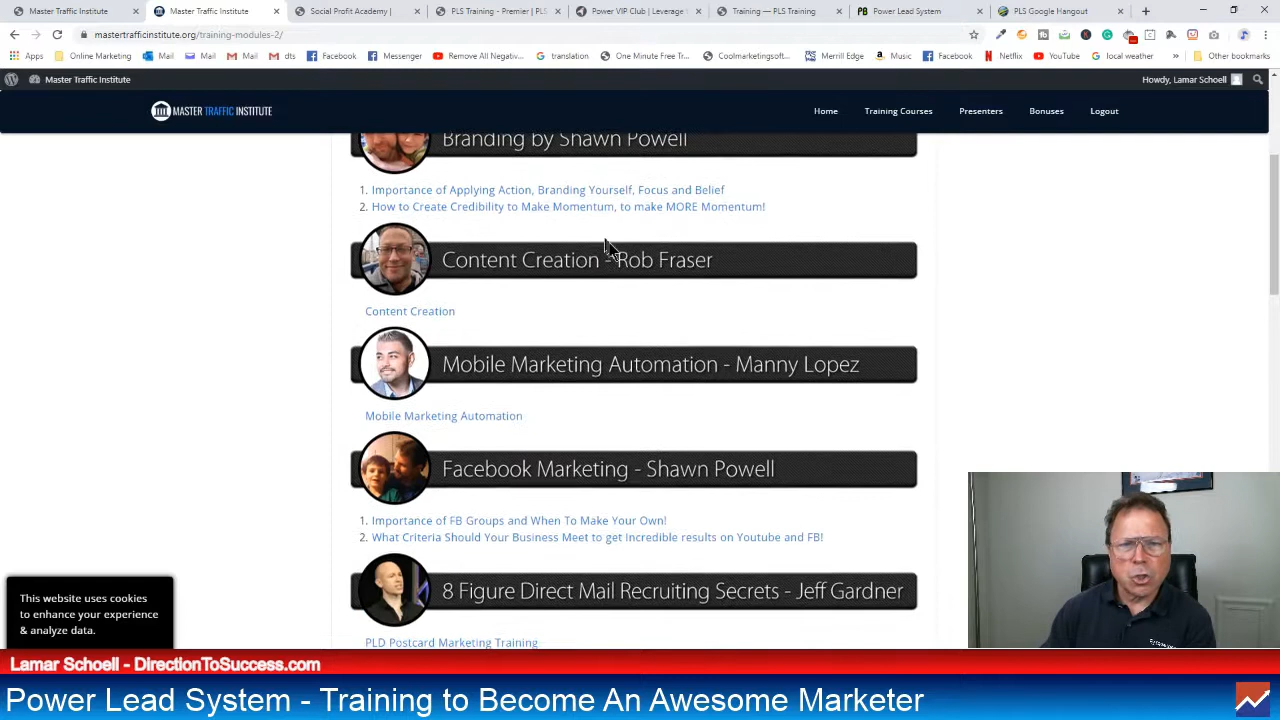 Training Modules
Master Traffic Institute
Social Profit Academy |
PLS Training - Premier | PLS
Power VIP Club | Leverage
Training — PLS Training
Power Lead System
PLS Google Hangout
mastertrafficinstitute.org/training-modules-2/
Apps
Online Marketing
Mail
Mail
Mail
dts
Facebook
Messenger
Remove All Negativ...
translation
One Minute Free Tr...
Coolmarketingsoft...
Merrill Edge
Music
Facebook
Netflix
YouTube
local weather
»
Other bookmarks
Master Traffic Institute
Howdy, Lamar Schoell
MASTER TRAFFIC INSTITUTE
Home
Training Courses
Presenters
Bonuses
Logout
Branding by Shawn Powell
1. Importance of Applying Action, Branding Yourself, Focus and Belief
2. How to Create Credibility to Make Momentum, to make MORE Momentum!
Content Creation - Rob Fraser
Content Creation
Mobile Marketing Automation - Manny Lopez
Mobile Marketing Automation
Facebook Marketing - Shawn Powell
1. Importance of FB Groups and When To Make Your Own!
2. What Criteria Should Your Business Meet to get Incredible results on Youtube and FB!
8 Figure Direct Mail Recruiting Secrets - Jeff Gardner
PLD Postcard Marketing Training
This website uses cookies
to enhance your experience
& analyze data.
Lamar Schoell - DirectionToSuccess.com
Power Lead System - Training to Become An Awesome Marketer